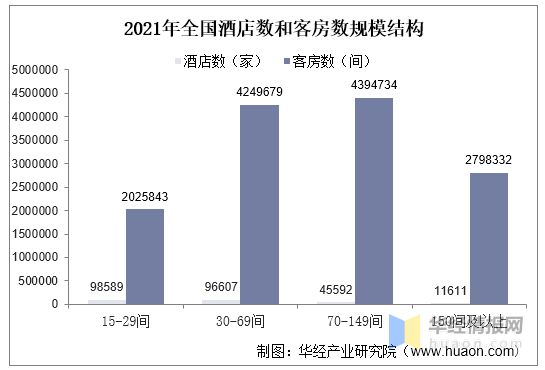 2021年全国酒店数和客房数规模结构
酒店数（家） 客房数（间）
5000000
4500000
4000000
3500000
3000000
2500000
2000000
1500000
1000000
500000
0
98589 2025843
96607 4249679
45592 4394734
11611 2798332
15-29间 30-69间 70-149间 150间及以上
华经情报网
huaon.com
制图：华经产业研究院（www.huaon.com）